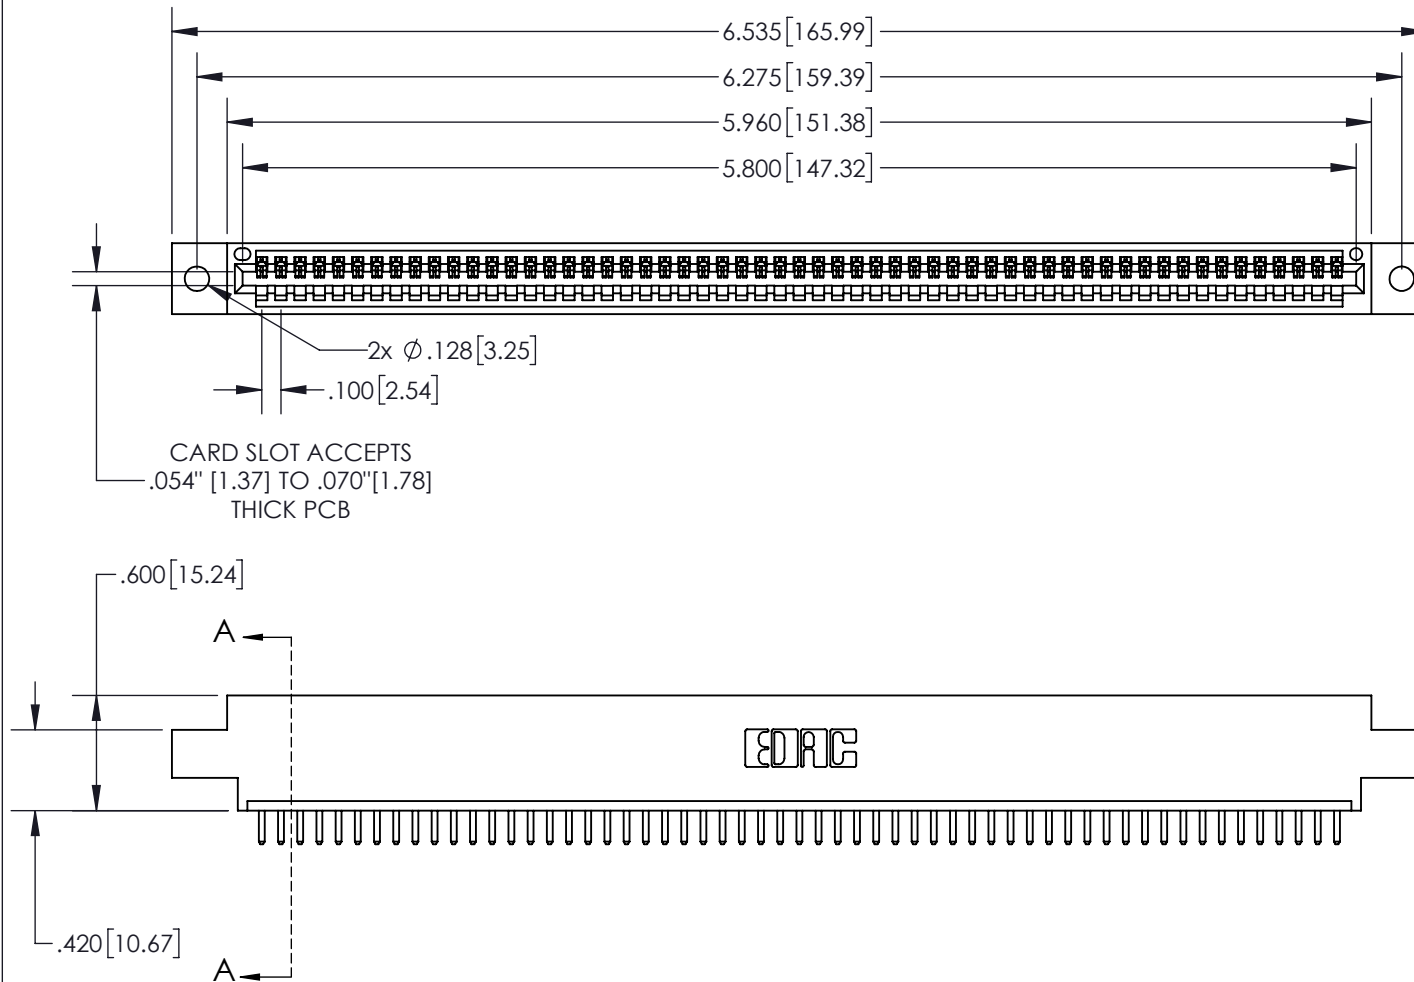 6.535[165.99]
6.275[159.39]
5.960[151.38]
5.800[147.32]
2x ∅.128[3.25]
.100[2.54]
CARD SLOT ACCEPTS
.054" [1.37] TO .070"[1.78]
THICK PCB
.600[15.24]
A
EDAC
.420[10.67]
A